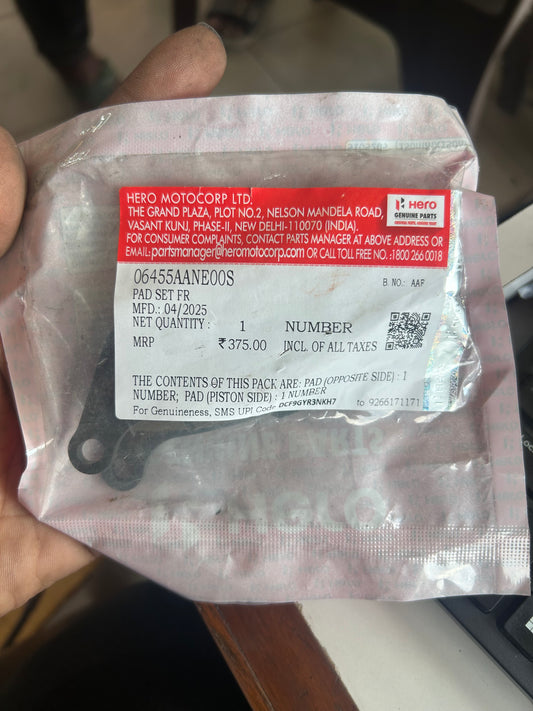 HERO MOTOCORP LTD.
THE GRAND PLAZA, PLOT NO.2, NELSON MANDELA ROAD,
VASANT KUNJ, PHASE-II, NEW DELHI-110070 (INDIA).
FOR CONSUMER COMPLAINTS, CONTACT PARTS MANAGER AT ABOVE ADDRESS OR
EMAIL:partsmanager@heromotocorp.com OR CALL TOLL FREE NO. :1800 266 0018
Hero
GENUINE PARTS
06455AANE00S
B. NO.: AAF
PAD SET FR
MFD.: 04/2025
NET QUANTITY : 1 NUMBER
MRP ₹375.00 INCL. OF ALL TAXES
THE CONTENTS OF THIS PACK ARE: PAD (OPPOSITE SIDE) : 1
NUMBER; PAD (PISTON SIDE) : 1 NUMBER
For Genuineness, SMS UPI Code DCF9GYR3NKH7 to 9266171171